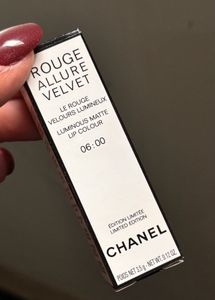 ROUGE
ALLURE
VELVET
LE ROUGE
VELOURS LUMINEUX
LUMINOUS MATTE
LIP COLOUR
06:00
ÉDITION LIMITÉE
LIMITED EDITION
CHANEL
POIDS NET 3.5 g - NET WT. 0.12 OZ.